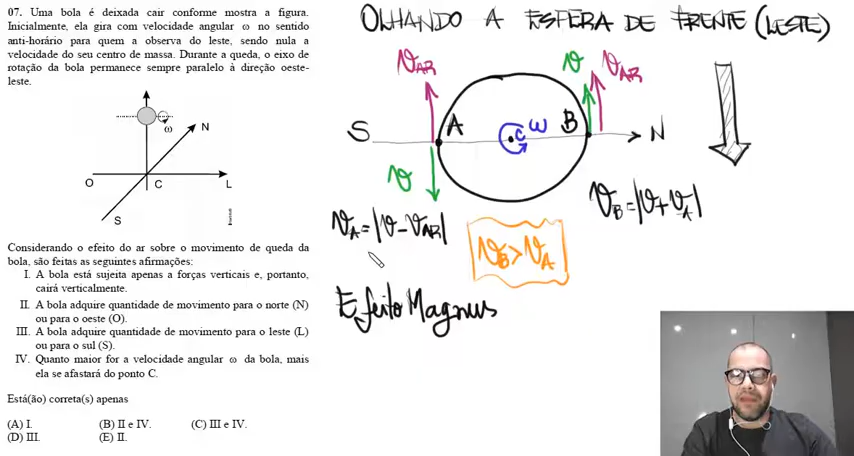 07. Uma bola é deixada cair conforme mostra a figura.
Inicialmente, ela gira com velocidade angular ω no sentido
anti-horário para quem a observa do leste, sendo nula a
velocidade do seu centro de massa. Durante a queda, o eixo de
rotação da bola permanece sempre paralelo à direção oeste-
leste.
ω
N
O
C
L
S
Considerando o efeito do ar sobre o movimento de queda da
bola, são feitas as seguintes afirmações:
I. A bola está sujeita apenas a forças verticais e, portanto,
cairá verticalmente.
II. A bola adquire quantidade de movimento para o norte (N)
ou para o oeste (O).
III. A bola adquire quantidade de movimento para o leste (L)
ou para o sul (S).
IV. Quanto maior for a velocidade angular ω da bola, mais
ela se afastará do ponto C.
Está(ão) correta(s) apenas
(A) I. (B) II e IV. (C) III e IV.
(D) III. (E) II.
OLHANDO A ESFERA DE FRENTE (LESTE)
V_AR V V_AR
S A C ω B N
V
V_A = |V - V_AR|
V_B = |V + V_A|
V_B > V_A
Efeito Magnus